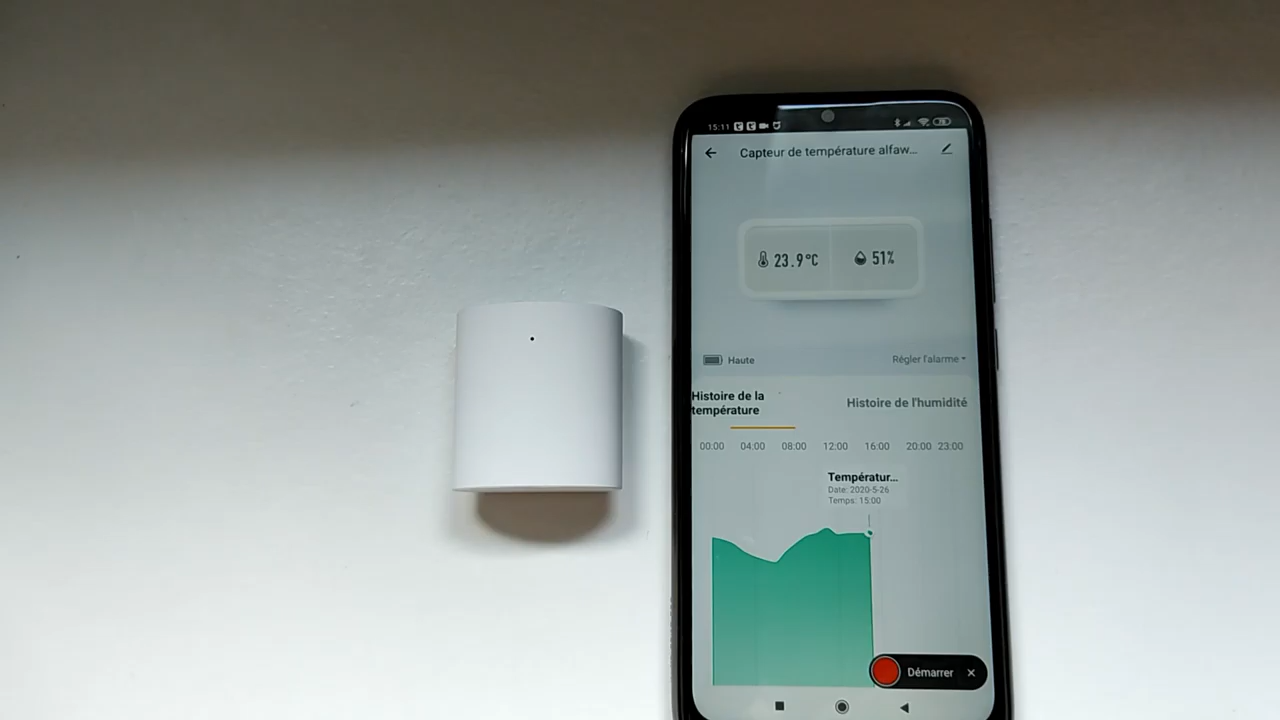 15:11
Capteur de température alfaw...
23.9°C
51%
Haute
Régler l'alarme
Histoire de la
température
Histoire de l'humidité
00:00 04:00 08:00 12:00 16:00 20:00 23:00
Températur...
Date: 2020-5-26
Temps: 15:00
Démarrer